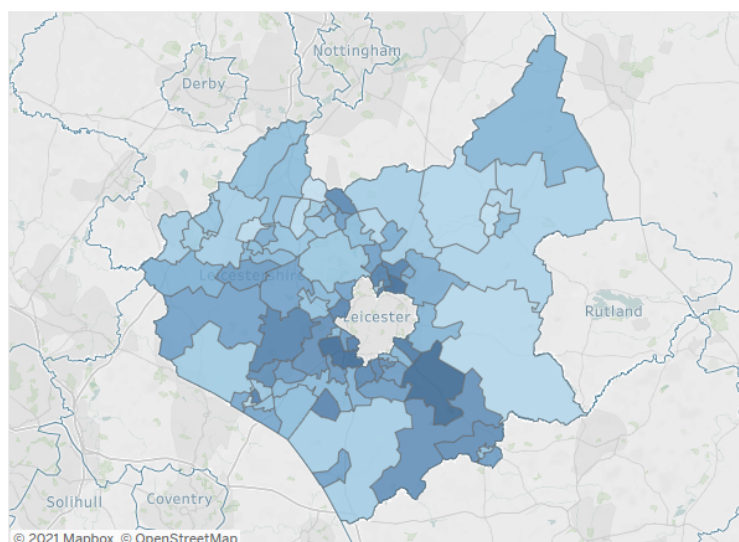 Nottingham
Derby
Leicestershire
Leicester
Rutland
Coventry
Solihull
© 2021 Mapbox © OpenStreetMap